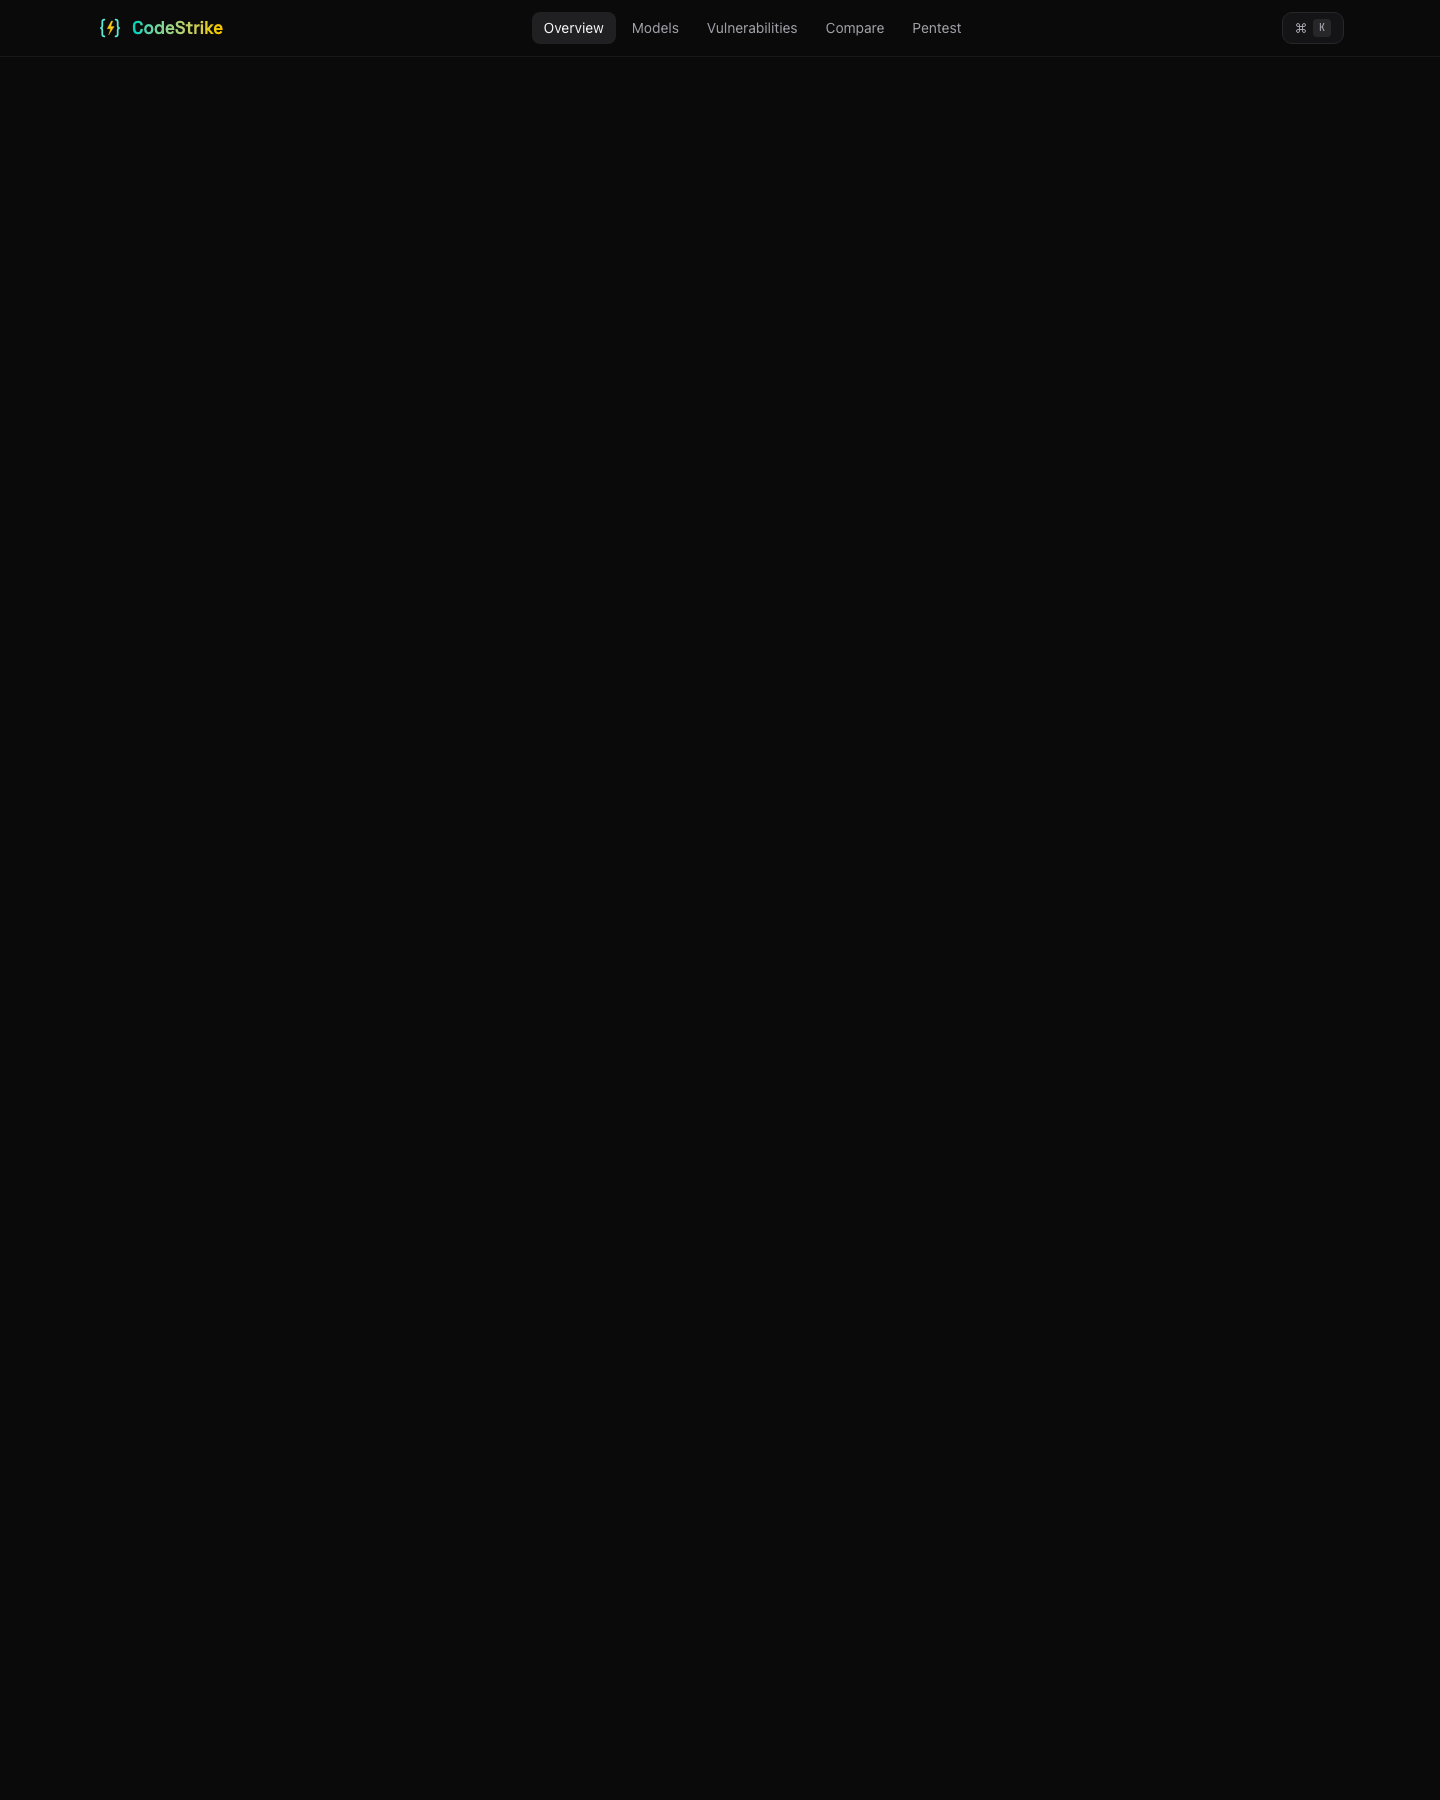 CodeStrike
Overview Models Vulnerabilities Compare Pentest
⌘ K